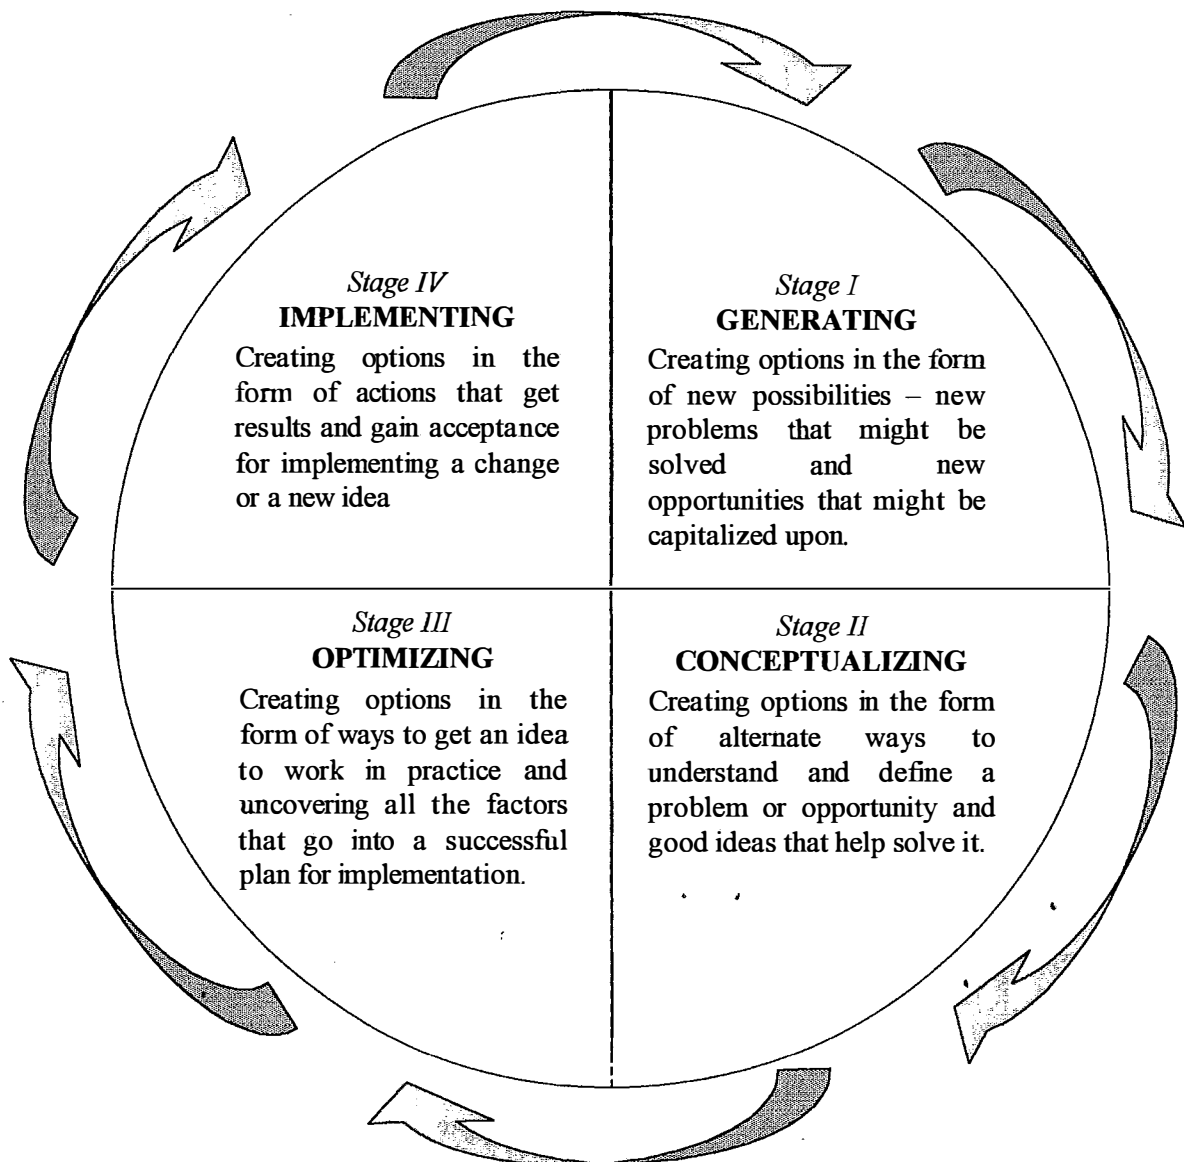 Stage IV
IMPLEMENTING
Creating options in the
form of actions that get
results and gain acceptance
for implementing a change
or a new idea
Stage I
GENERATING
Creating options in the form
of new possibilities – new
problems that might be
solved and new
opportunities that might be
capitalized upon.
Stage III
OPTIMIZING
Creating options in the
form of ways to get an idea
to work in practice and
uncovering all the factors
that go into a successful
plan for implementation.
Stage II
CONCEPTUALIZING
Creating options in the form
of alternate ways to
understand and define a
problem or opportunity and
good ideas that help solve it.